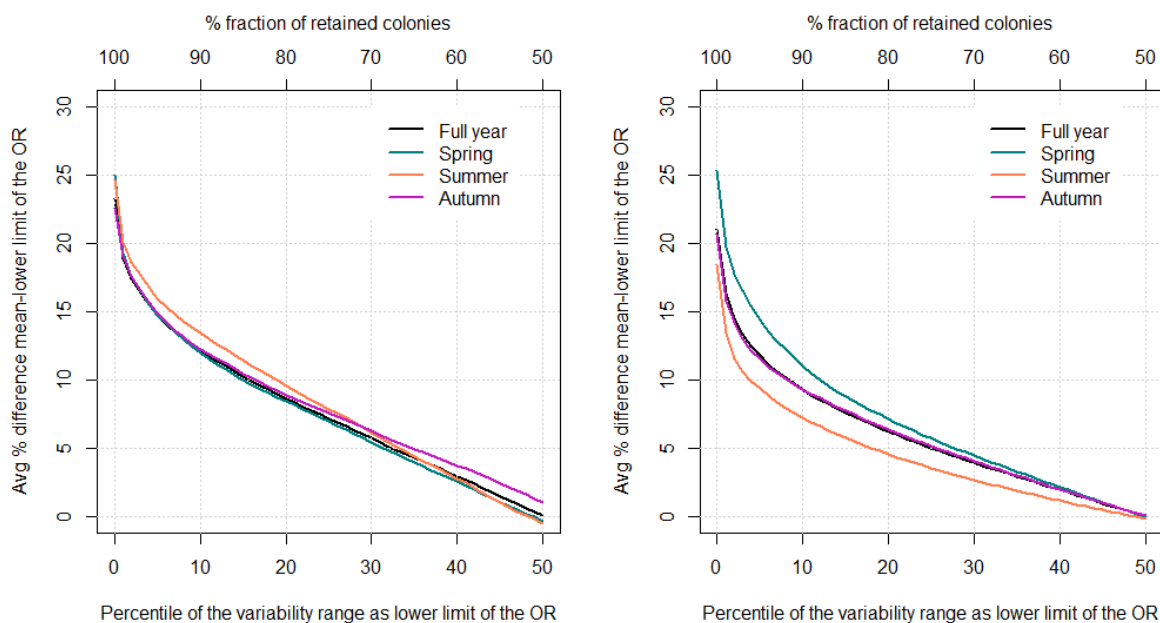 % fraction of retained colonies
100 90 80 70 60 50
Avg % difference mean-lower limit of the OR
30
25
20
15
10
5
0
Full year
Spring
Summer
Autumn
0 10 20 30 40 50
Percentile of the variability range as lower limit of the OR
% fraction of retained colonies
100 90 80 70 60 50
Avg % difference mean-lower limit of the OR
30
25
20
15
10
5
0
Full year
Spring
Summer
Autumn
0 10 20 30 40 50
Percentile of the variability range as lower limit of the OR